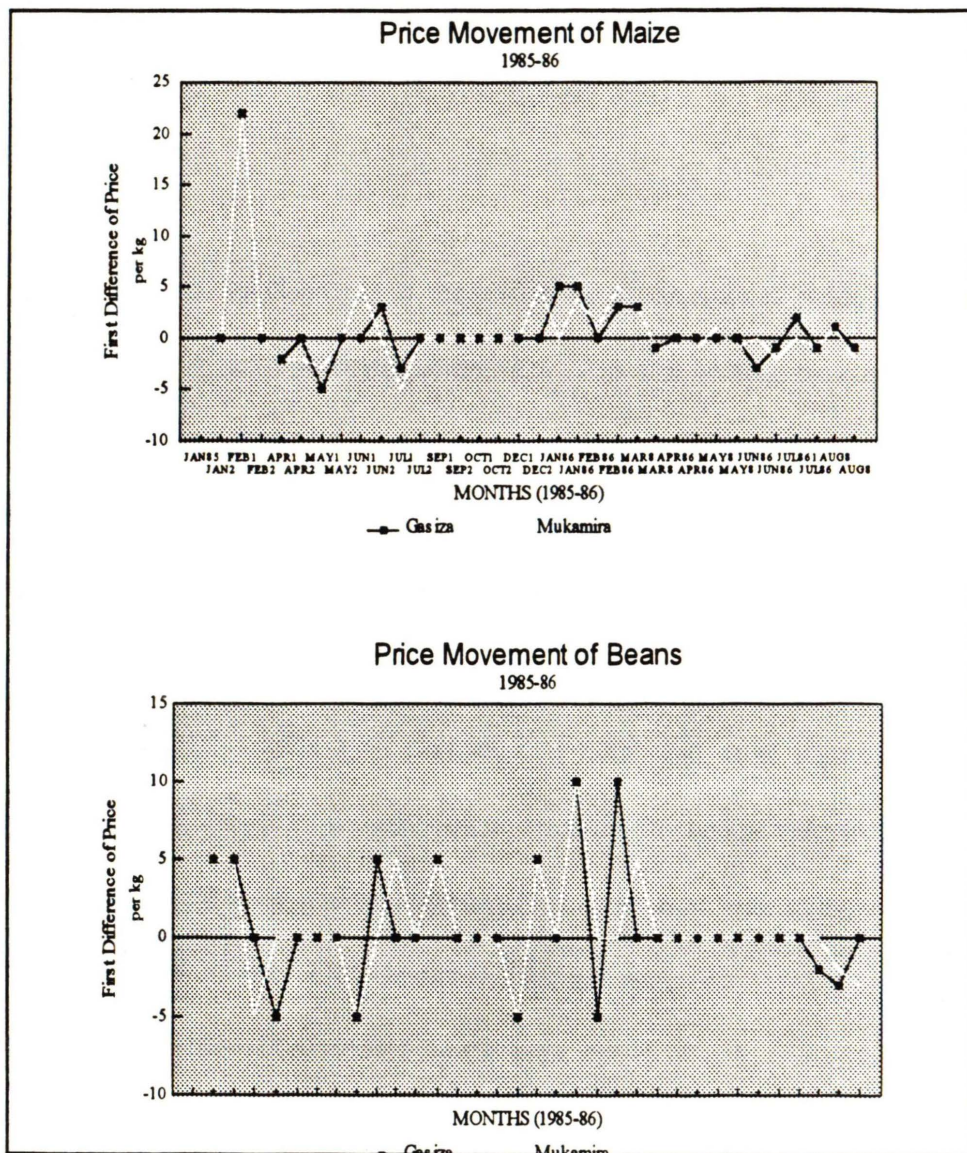 Price Movement of Maize
1985-86
First Difference of Price
per kg
25
20
15
10
5
0
-5
-10
JAN85 FEB1 APR1 MAY1 JUN1 JUL1 SEP1 OCT1 DEC1 JAN86 FEB86 MAR8 APR86 MAY8 JUN86 JUL861 AUG8
JAN2 FEB2 APR2 MAY2 JUN2 JUL2 SEP2 OCT2 DEC2 JAN86 FEB86 MAR8 APR86 MAY8 JUN86 JUL86 AUG8
MONTHS (1985-86)
Gasiza Mukamira
Price Movement of Beans
1985-86
First Difference of Price
per kg
15
10
5
0
-5
-10
MONTHS (1985-86)
Gasiza Mukamira